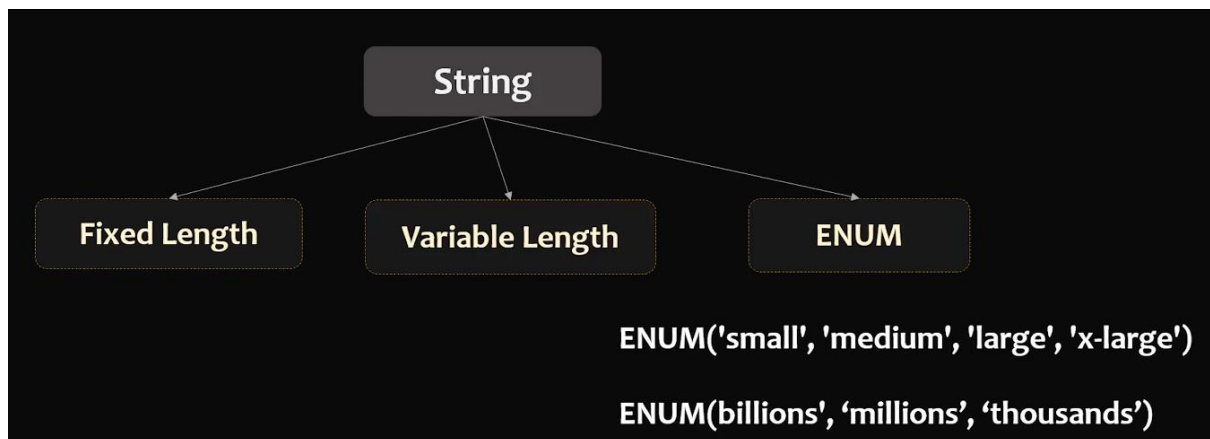 String
Fixed Length
Variable Length
ENUM
ENUM('small', 'medium', 'large', 'x-large')
ENUM(billions', ‘millions’, ‘thousands’)